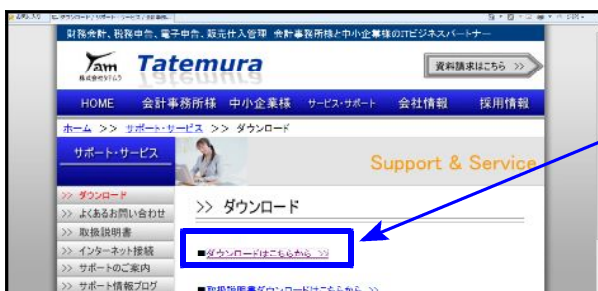 財務会計、税務申告、電子申告、販売仕入管理 会計事務所様と中小企業様のITビジネスパートナー
Tam
株式会社タテムラ
Tatemura
資料請求はこちら >>
HOME 会計事務所様 中小企業様 サービス・サポート 会社情報 採用情報
ホーム >> サポート・サービス >> ダウンロード
サポート・サービス
Support & Service
>> ダウンロード
>> よくあるお問い合わせ
>> 取扱説明書
>> インターネット接続
>> サポートのご案内
>> サポート情報ブログ
>> ダウンロード
■ダウンロードはこちらから >>
■取扱説明書ダウンロードはこちらから >>